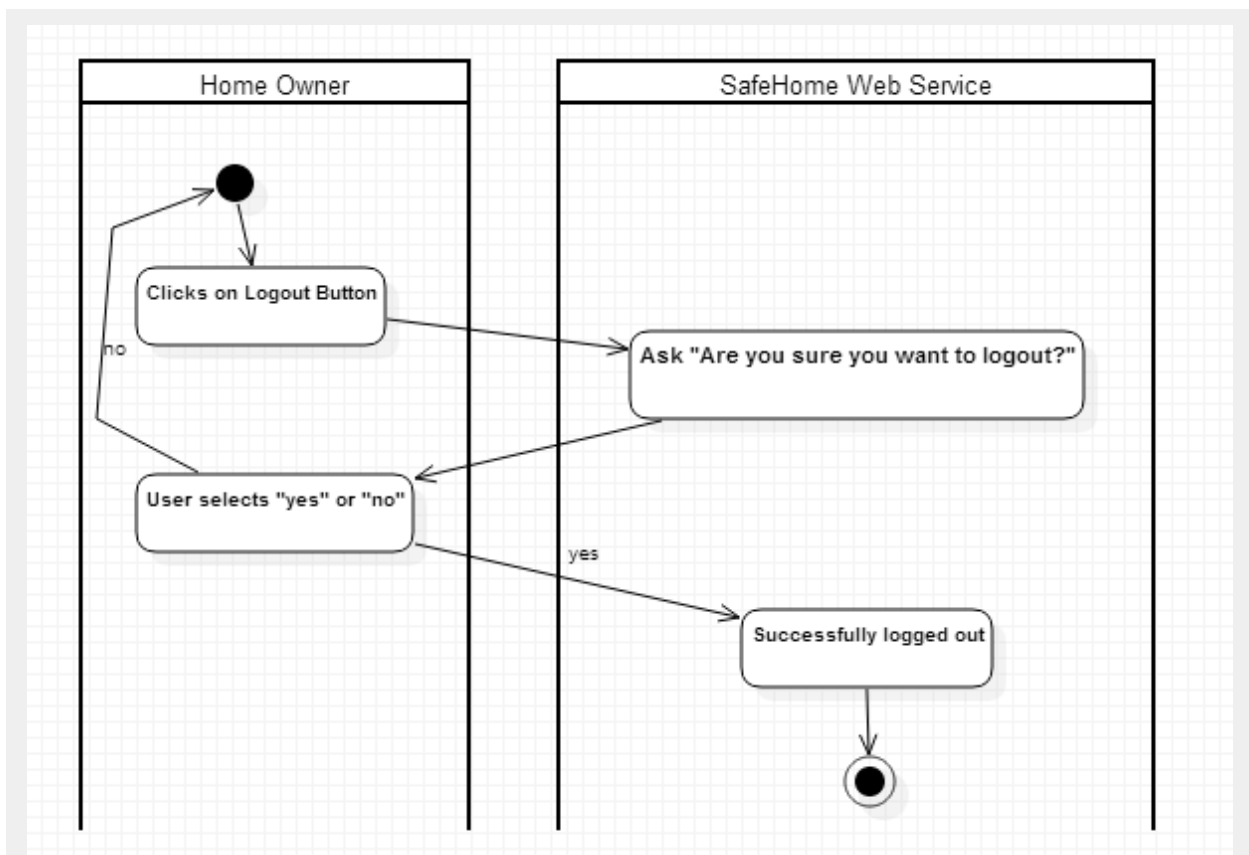 Home Owner
SafeHome Web Service
Clicks on Logout Button
no
Ask "Are you sure you want to logout?"
User selects "yes" or "no"
yes
Successfully logged out